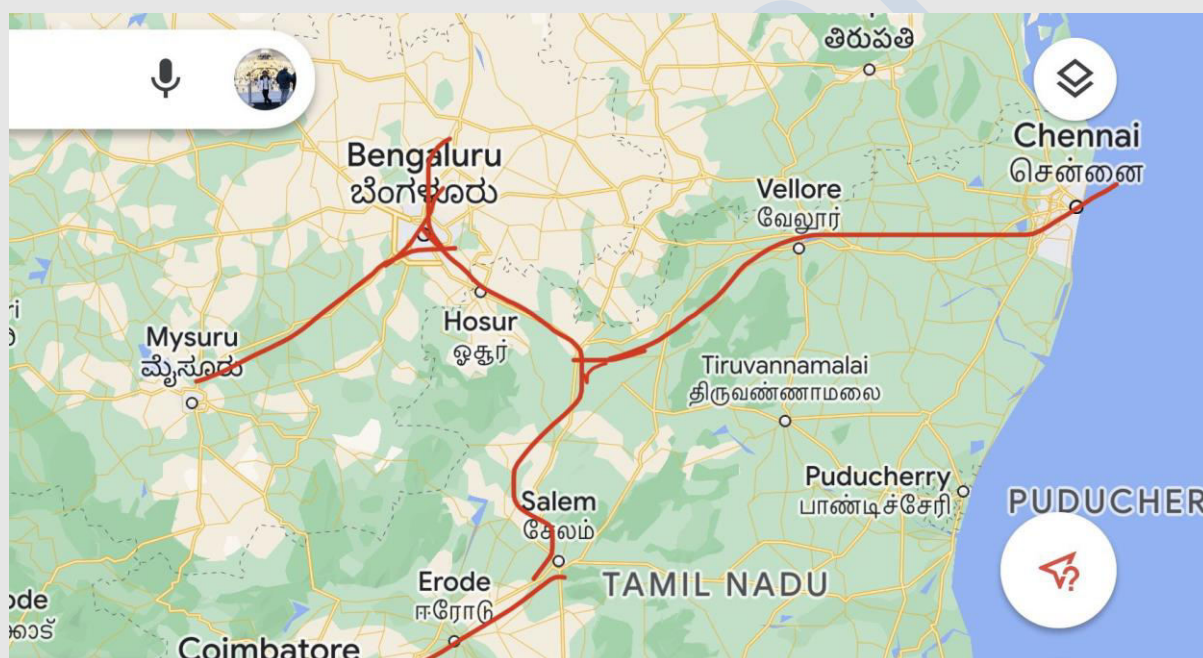 திருபதி
Chennai
சென்னை
Bengaluru
ಬೆಂಗಳೂರು
Vellore
வேலூர்
Hosur
ஓசூர்
Mysuru
ಮೈಸೂರು
Tiruvannamalai
திருவண்ணாமலை
Puducherry
பாண்டிச்சேரி
PUDUCHER
Salem
சேலம்
TAMIL NADU
Erode
ஈரோடு
Coimbatore
?